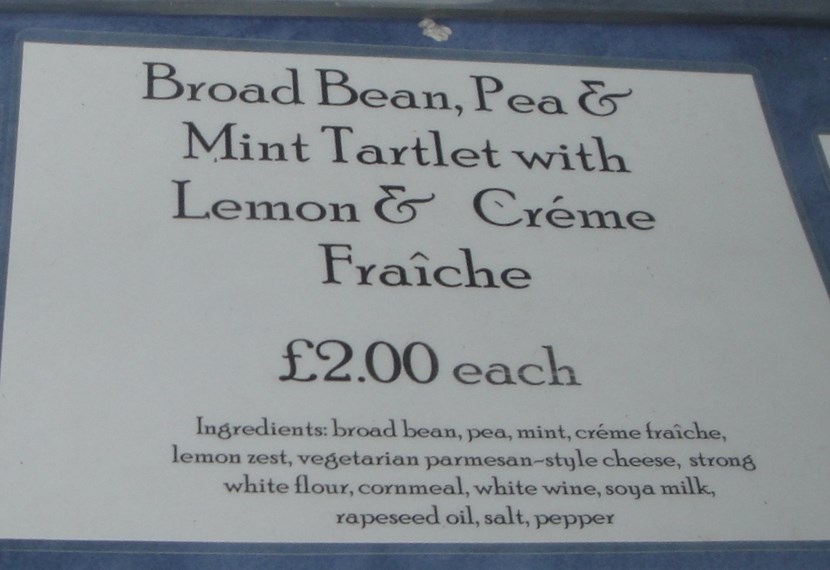 Broad Bean, Pea &
Mint Tartlet with
Lemon & Créme
Fraîche
£2.00 each
Ingredients: broad bean, pea, mint, créme fraîche,
lemon zest, vegetarian parmesan-style cheese, strong
white flour, cornmeal, white wine, soya milk,
rapeseed oil, salt, pepper